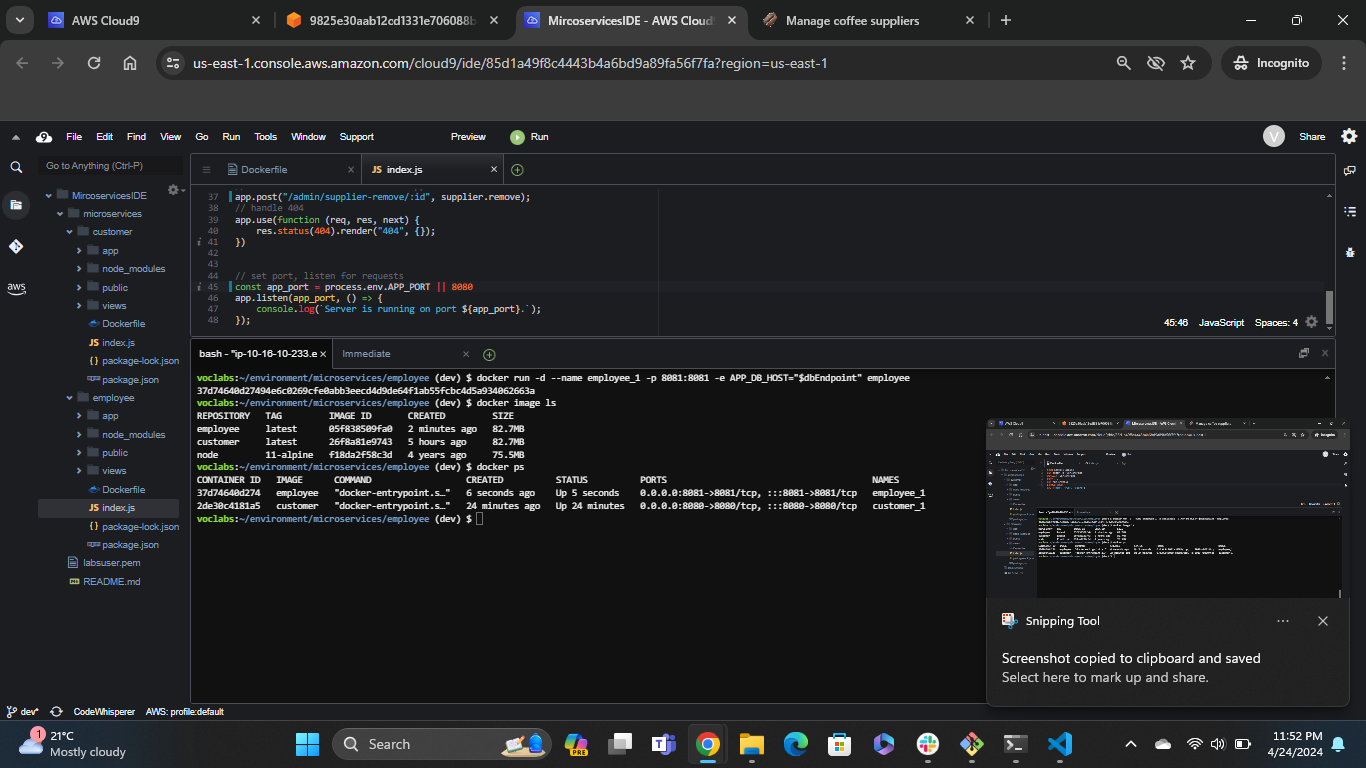 AWS Cloud9
9825e30aab12cd1331e706088b
MircoservicesIDE - AWS Cloud
Manage coffee suppliers
us-east-1.console.aws.amazon.com/cloud9/ide/85d1a49f8c4443b4a6bd9a89fa56f7fa?region=us-east-1
Incognito
File Edit Find View Go Run Tools Window Support Preview Run
V Share
Go to Anything (Ctrl-P)
MircoservicesIDE
microservices
customer
app
node_modules
public
views
Dockerfile
JS index.js
package-lock.json
package.json
employee
app
node_modules
public
views
Dockerfile
JS index.js
package-lock.json
package.json
labsuser.pem
README.md
Dockerfile
JS index.js
37 app.post("/admin/supplier-remove/:id", supplier.remove);
38 // handle 404
39 app.use(function (req, res, next) {
40 res.status(404).render("404", {});
41 })
42
43
44 // set port, listen for requests
45 const app_port = process.env.APP_PORT || 8080
46 app.listen(app_port, () => {
47 console.log(`Server is running on port ${app_port}.`);
48 });
45:46 JavaScript Spaces: 4
bash - "ip-10-16-10-233.e
Immediate
voclabs:~/environment/microservices/employee (dev) $ docker run -d --name employee_1 -p 8081:8081 -e APP_DB_HOST="$dbEndpoint" employee
37d74640d27494e6c0269cfe0abb3eecd4d9de64f1ab55fcbc4d5a934062663a
voclabs:~/environment/microservices/employee (dev) $ docker image ls
REPOSITORY TAG IMAGE ID CREATED SIZE
employee latest 05f838509fa0 2 minutes ago 82.7MB
customer latest 26f8a81e9743 5 hours ago 82.7MB
node 11-alpine f18da2f58c3d 4 years ago 75.5MB
voclabs:~/environment/microservices/employee (dev) $ docker ps
CONTAINER ID IMAGE COMMAND CREATED STATUS PORTS NAMES
37d74640d274 employee "docker-entrypoint.s…" 6 seconds ago Up 5 seconds 0.0.0.0:8081->8081/tcp, :::8081->8081/tcp employee_1
2de30c4181a5 customer "docker-entrypoint.s…" 24 minutes ago Up 24 minutes 0.0.0.0:8080->8080/tcp, :::8080->8080/tcp customer_1
voclabs:~/environment/microservices/employee (dev) $
Snipping Tool
Screenshot copied to clipboard and saved
Select here to mark up and share.
dev* CodeWhisperer AWS: profile:default
1
21°C
Mostly cloudy
Search
PRE
11:52 PM
4/24/2024